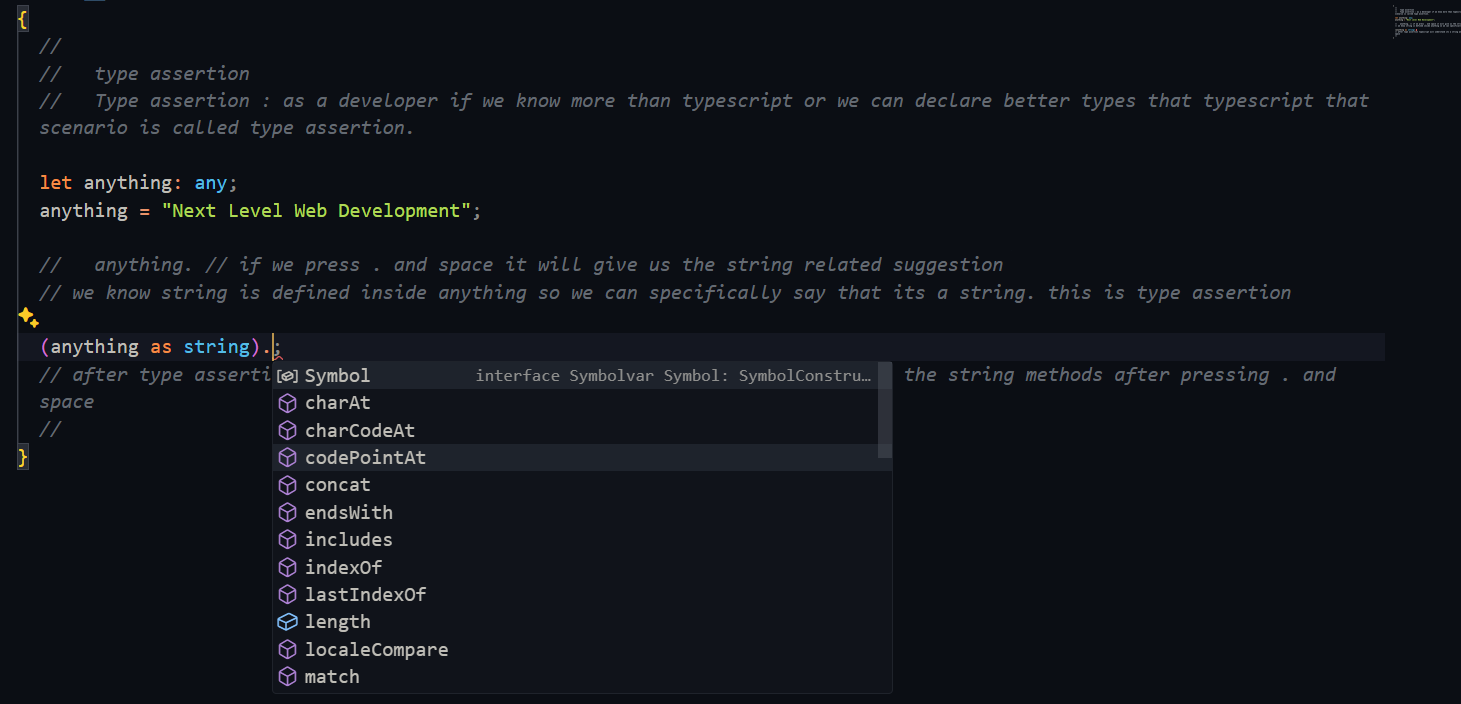 {
//
//   type assertion
//   Type assertion : as a developer if we know more than typescript or we can declare better types that typescript that
scenario is called type assertion.
let anything: any;
anything = "Next Level Web Development";
//   anything. // if we press . and space it will give us the string related suggestion
// we know string is defined inside anything so we can specifically say that its a string. this is type assertion
(anything as string).;
// after type asserti the string methods after pressing . and
space
//
}
Symbol interface Symbolvar Symbol: SymbolConstru…
charAt
charCodeAt
codePointAt
concat
endsWith
includes
indexOf
lastIndexOf
length
localeCompare
match